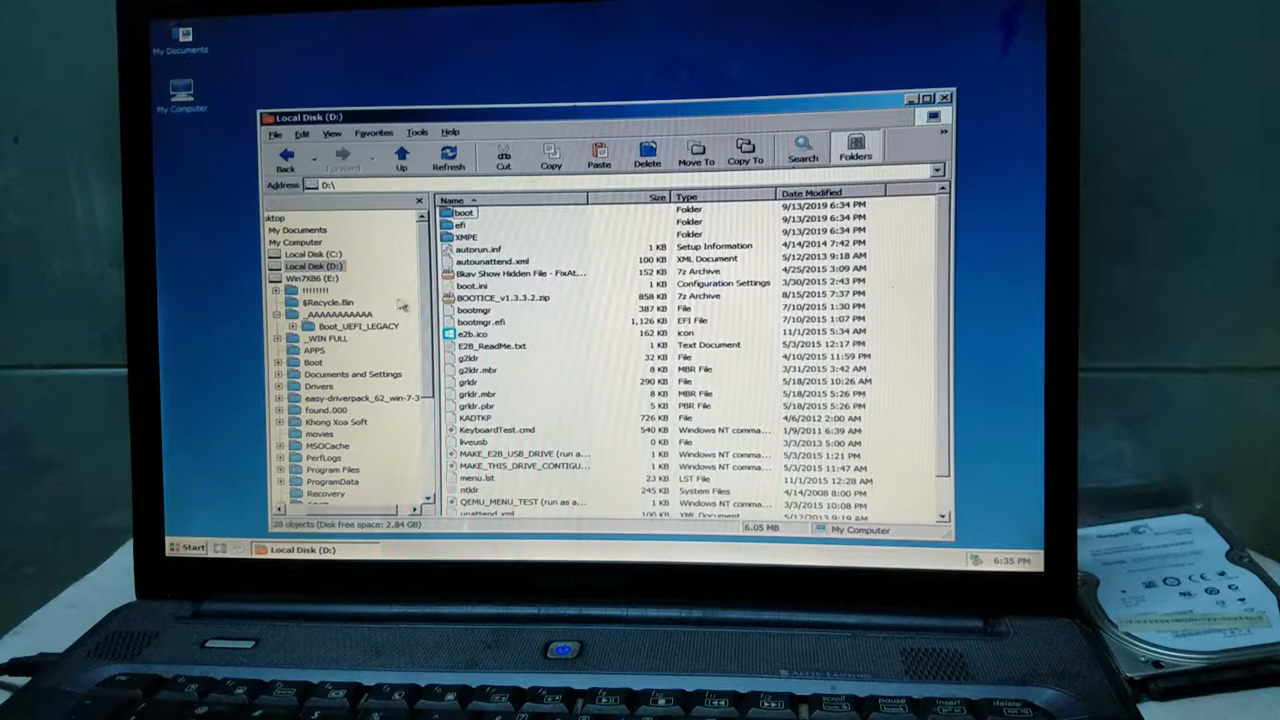 My Documents
My Computer
Local Disk (D:)
File Edit View Favorites Tools Help
Back Forward Up Refresh Cut Copy Paste Delete Move To Copy To Search Folders
Address D:\
Name Size Type Date Modified
boot Folder 9/13/2019 6:34 PM
efi Folder 9/13/2019 6:34 PM
XMPE Folder 9/13/2019 6:34 PM
autorun.inf 1 KB Setup Information 4/14/2014 7:42 PM
autounattend.xml 100 KB XML Document 5/12/2013 9:18 AM
Bkav Show Hidden File - FixAt... 152 KB 7z Archive 4/25/2015 3:09 AM
boot.ini 1 KB Configuration Settings 3/30/2015 2:43 PM
BOOTICE_v1.3.3.2.zip 858 KB 7z Archive 8/15/2015 7:37 PM
bootmgr 387 KB File 7/10/2015 1:30 PM
bootmgr.efi 1,126 KB EFI File 7/10/2015 1:07 PM
e2b.ico 162 KB icon 11/1/2015 5:34 AM
E2B_ReadMe.txt 1 KB Text Document 5/3/2015 12:17 PM
g2ldr 32 KB File 4/10/2015 11:59 PM
g2ldr.mbr 8 KB MBR File 3/31/2015 3:42 AM
grldr 290 KB File 5/18/2015 10:26 AM
grldr.mbr 8 KB MBR File 5/18/2015 5:26 PM
grldr.pbr 5 KB PBR File 5/18/2015 5:26 PM
KADTKP 726 KB File 4/6/2012 2:00 AM
KeyboardTest.cmd 540 KB Windows NT comma... 1/9/2011 6:39 AM
liveusb 0 KB File 3/3/2013 5:00 AM
MAKE_E2B_USB_DRIVE (run a... 1 KB Windows NT comma... 5/3/2015 1:21 PM
MAKE_THIS_DRIVE_CONTIGU... 1 KB Windows NT comma... 5/3/2015 11:47 AM
menu.lst 23 KB LST File 11/1/2015 12:28 AM
ntldr 245 KB System Files 4/14/2008 8:00 PM
QEMU_MENU_TEST (run as a... 1 KB Windows NT comma... 5/3/2013 10:08 PM
unattend.xml 100 KB XML Document 5/12/2013 9:19 AM
sktop
My Documents
My Computer
Local Disk (C:)
Local Disk (D:)
Win7X86 (E:)
!!!!!!!!
$Recycle.Bin
_AAAAAAAAAAA
Boot_UEFI_LEGACY
_WIN FULL
APPS
Boot
Documents and Settings
Drivers
easy-driverpack_62_win-7-3
found.000
Khong Xoa Soft
movies
MSOCache
PerfLogs
Program Files
ProgramData
Recovery
28 objects (Disk free space: 2.84 GB) 6.05 MB My Computer
Start Local Disk (D:) 6:35 PM
Seagate
scroll
pause
break
insert
delete